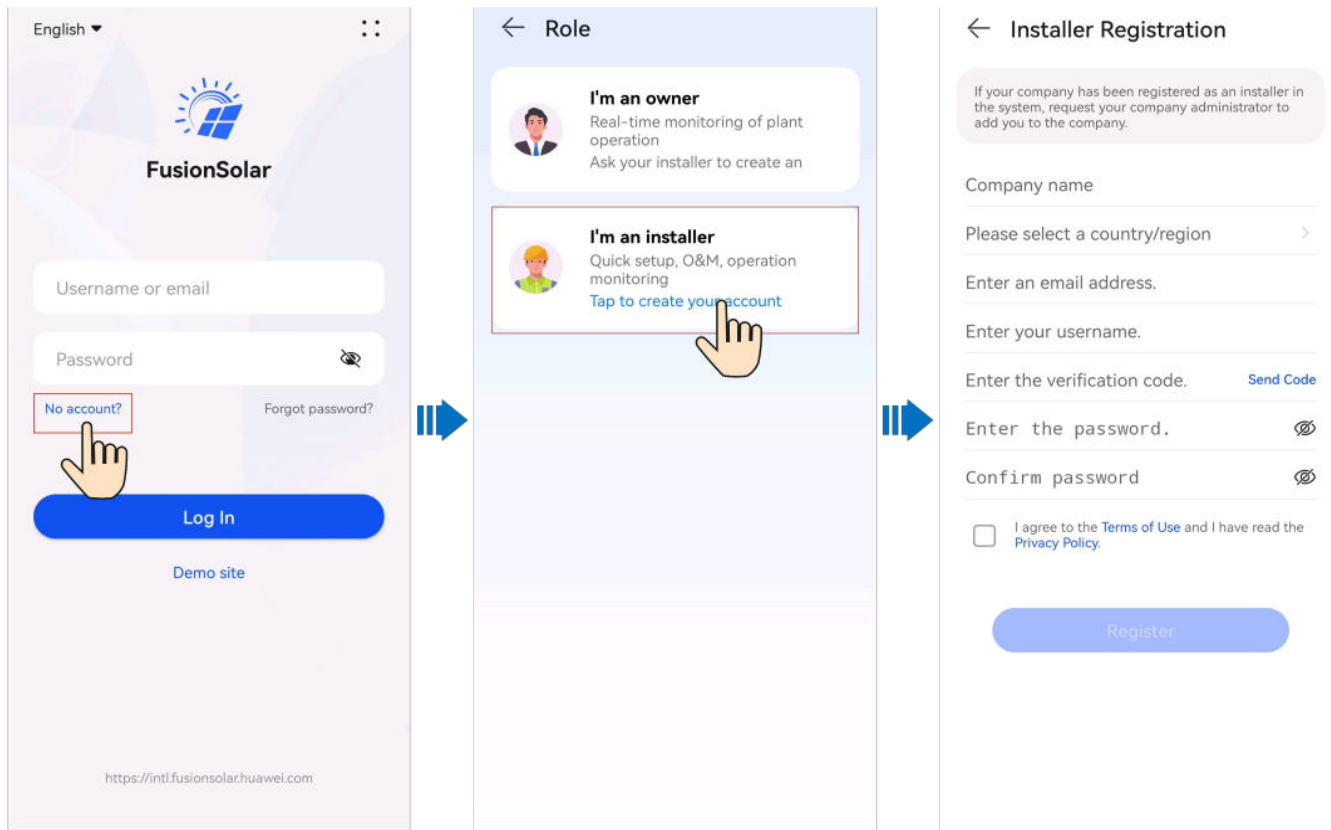 English
FusionSolar
Username or email
Password
No account?
Forgot password?
Log In
Demo site
https://intl.fusionsolar.huawei.com
Role
I'm an owner
Real-time monitoring of plant
operation
Ask your installer to create an
I'm an installer
Quick setup, O&M, operation
monitoring
Tap to create your account
Installer Registration
If your company has been registered as an installer in
the system, request your company administrator to
add you to the company.
Company name
Please select a country/region
Enter an email address.
Enter your username.
Enter the verification code.
Send Code
Enter the password.
Confirm password
I agree to the Terms of Use and I have read the
Privacy Policy.
Register